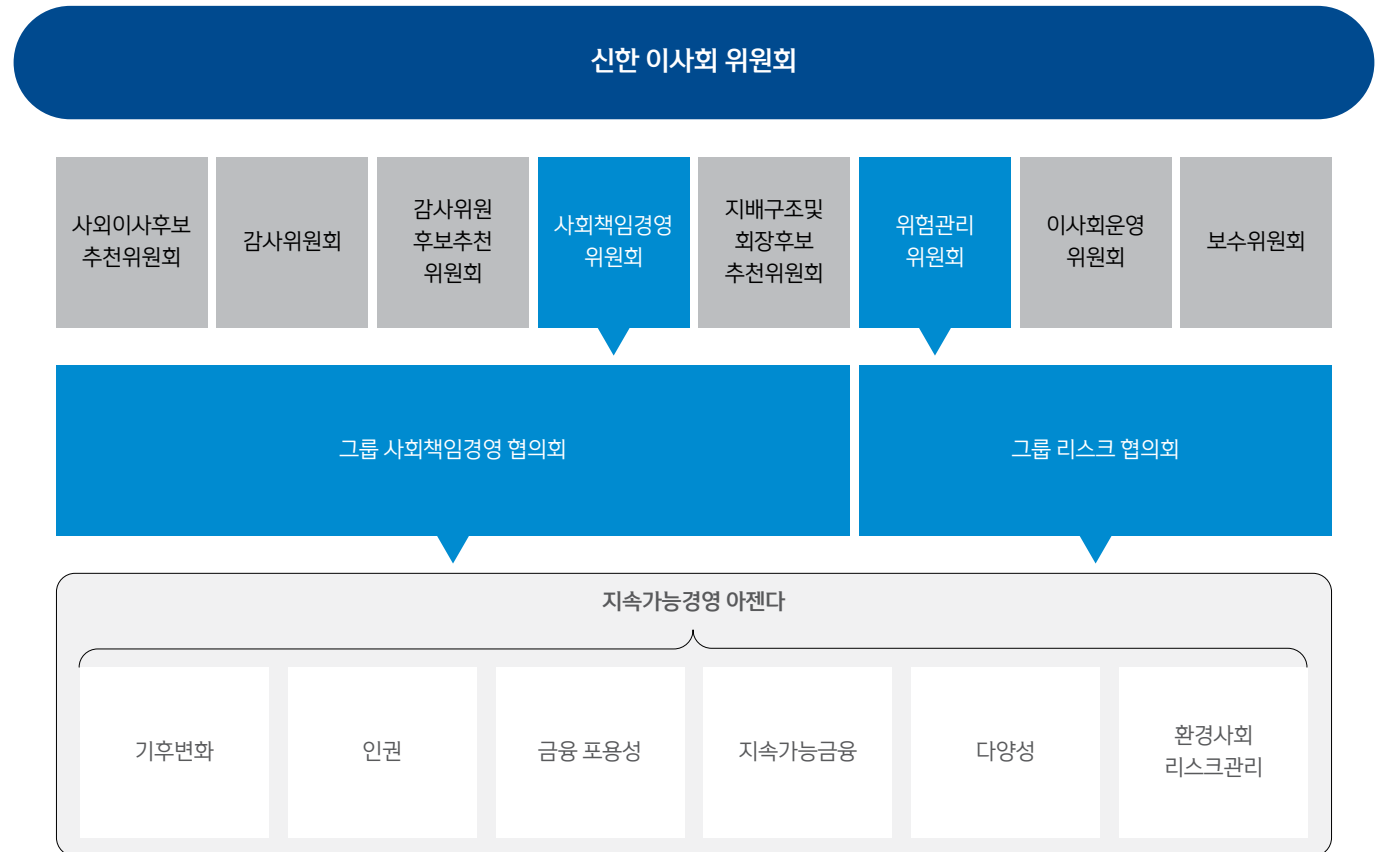 신한 이사회 위원회
사외이사후보
추천위원회
감사위원회
감사위원
후보추천
위원회
사회책임경영
위원회
지배구조및
회장후보
추천위원회
위험관리
위원회
이사회운영
위원회
보수위원회
그룹 사회책임경영 협의회
그룹 리스크 협의회
지속가능경영 아젠다
기후변화
인권
금융 포용성
지속가능금융
다양성
환경사회
리스크관리